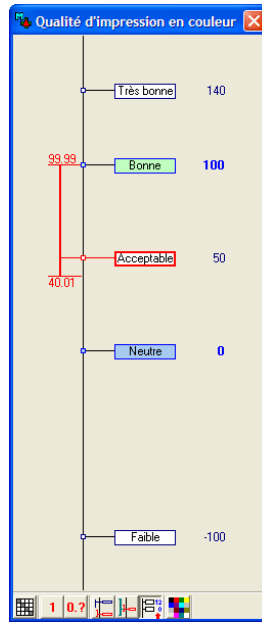 Qualité d'impression en couleur
Très bonne 140
99.99
Bonne 100
Acceptable 50
40.01
Neutre 0
Faible -100
1 0.?